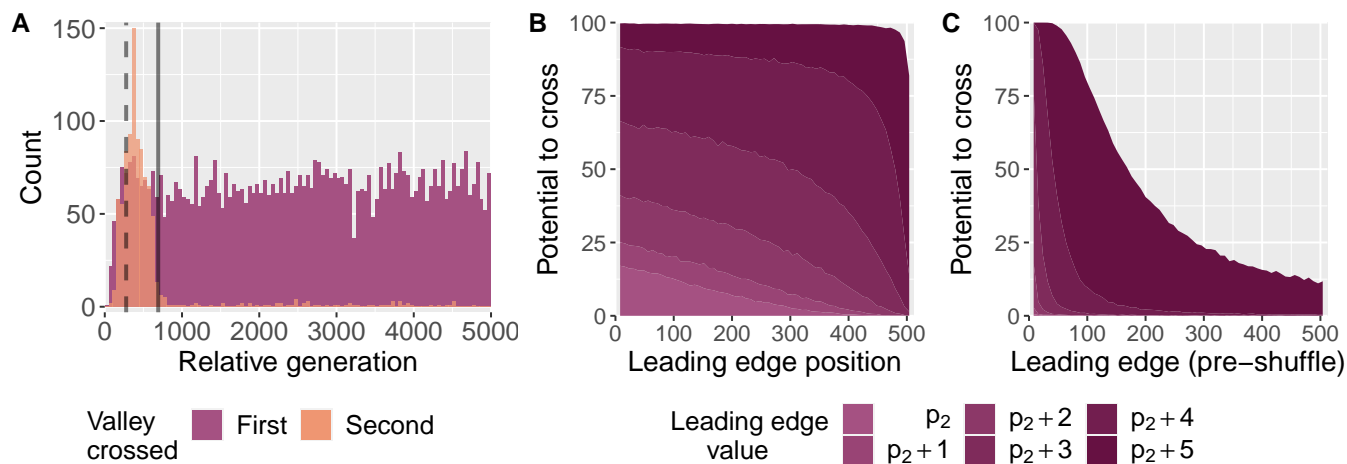 A
Count
150
100
50
0
0 1000 2000 3000 4000 5000
Relative generation
Valley crossed
First
Second
B
Potential to cross
100
75
50
25
0
0 100 200 300 400 500
Leading edge position
C
Potential to cross
100
75
50
25
0
0 100 200 300 400 500
Leading edge (pre−shuffle)
Leading edge value
p₂ p₂+2 p₂+4
p₂+1 p₂+3 p₂+5